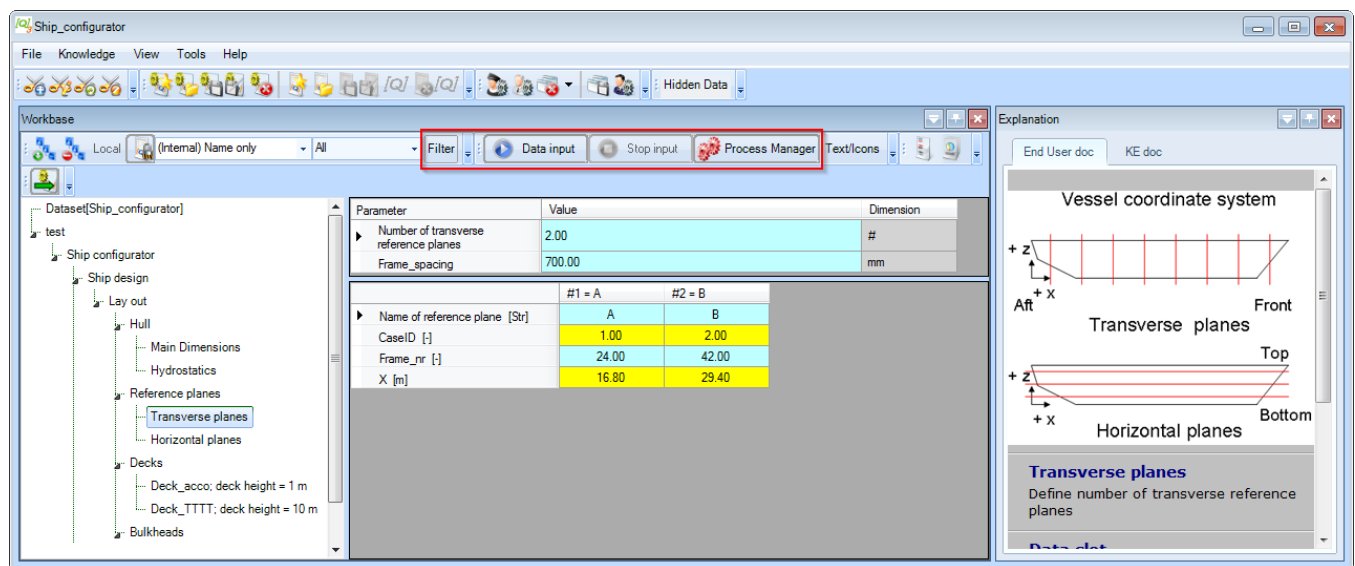 Ship_configurator
File Knowledge View Tools Help
[Q] [Q] Hidden Data
Workbase
Local (Internal) Name only All Filter Data input Stop input Process Manager Text/Icons
Dataset[Ship_configurator]
test
Ship configurator
Ship design
Lay out
Hull
Main Dimensions
Hydrostatics
Reference planes
Transverse planes
Horizontal planes
Decks
Deck_acco; deck height = 1 m
Deck_TTTT; deck height = 10 m
Bulkheads
Parameter Value Dimension
Number of transverse reference planes 2.00 #
Frame_spacing 700.00 mm
#1 = A #2 = B
Name of reference plane [Str] A B
CaseID [-] 1.00 2.00
Frame_nr [-] 24.00 42.00
X [m] 16.80 29.40
Explanation
End User doc KE doc
Vessel coordinate system
+ z
+ x
Aft Front
Transverse planes
Top
+ z
+ x Bottom
Horizontal planes
Transverse planes
Define number of transverse reference
planes
Data slot